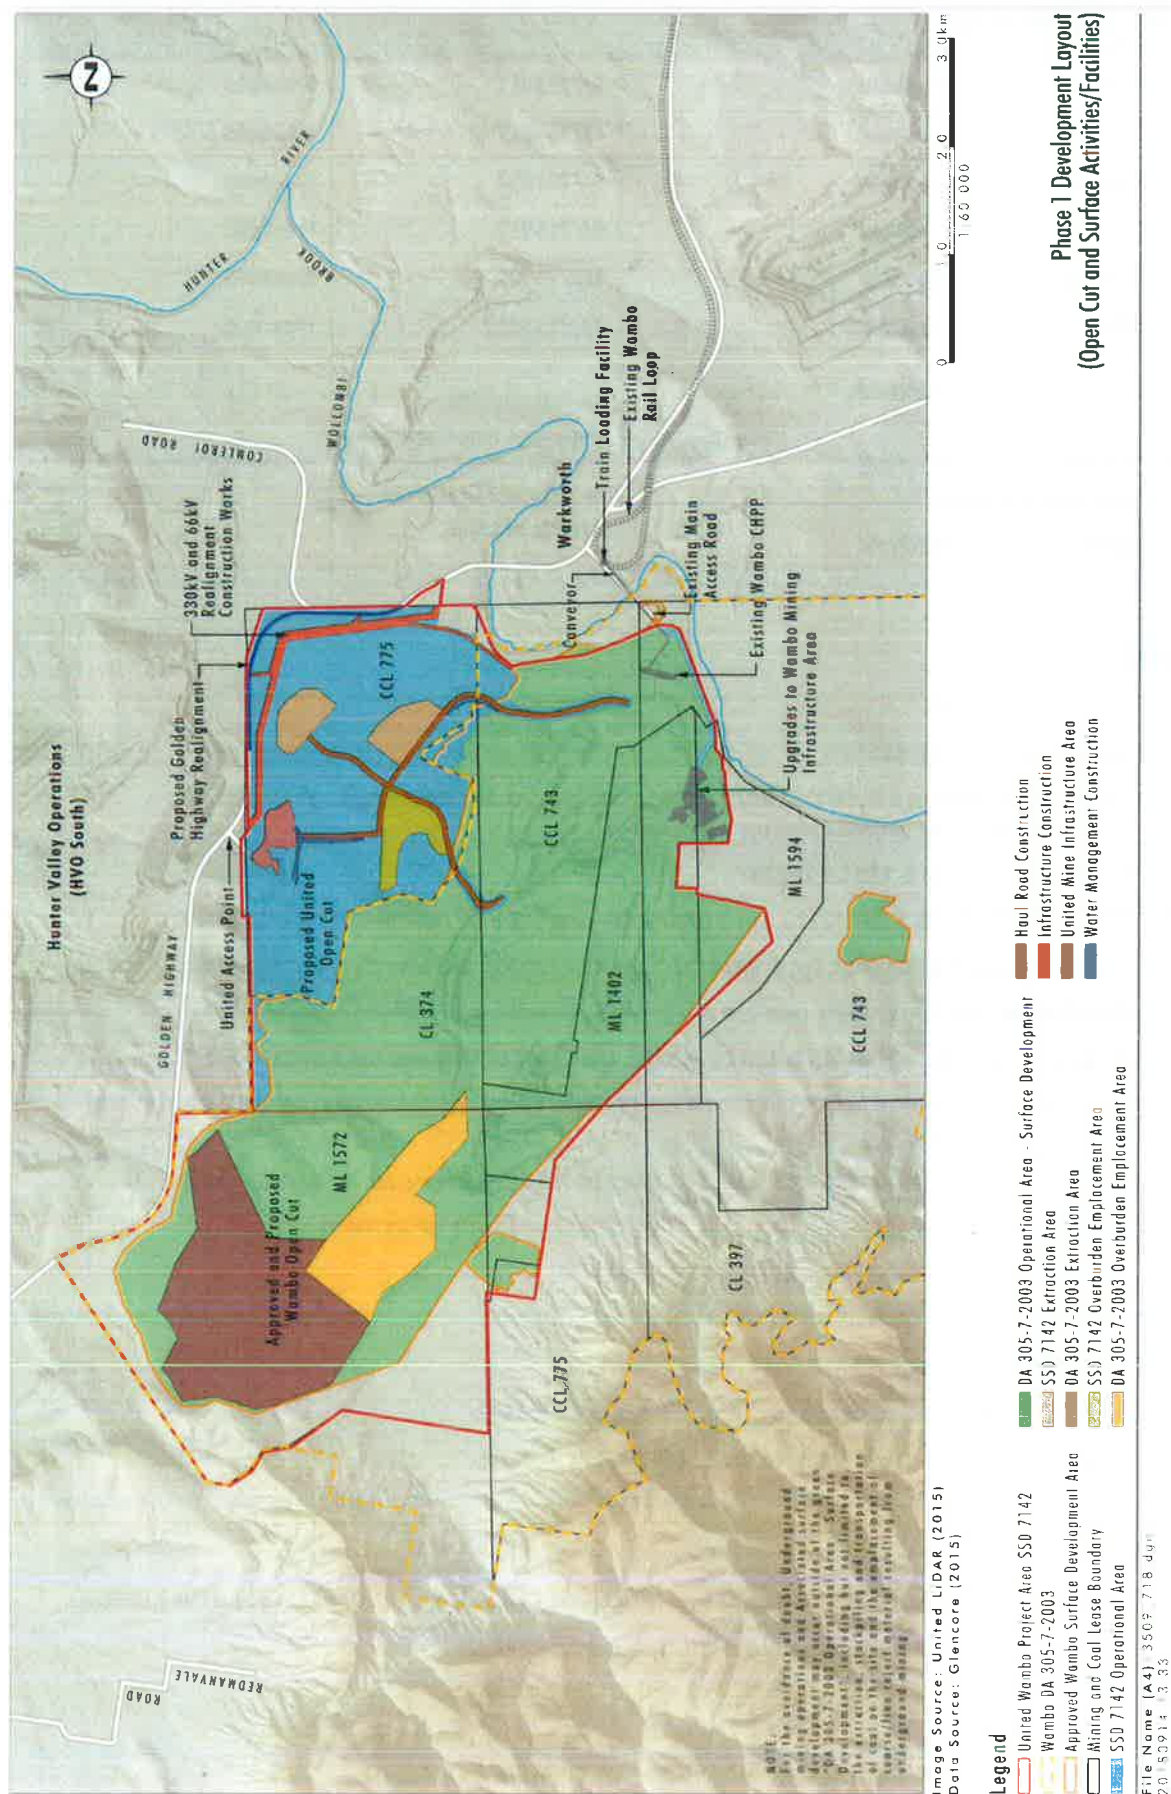 N
HUNTER
RIVER
WOLLOMBI
BROOK
COMLEROI
ROAD
Hunter Valley Operations
(HVO South)
GOLDEN HIGHWAY
United Access Point
Proposed Golden
Highway Realignment
330kV and 66kV
Realignment
Construction Works
CCL 775
Proposed United
Open Cut
CL 374
CCL 743
ML 1402
ML 1572
Approved and Proposed
Wambo Open Cut
Warkworth
Conveyor
Train Loading Facility
Existing Wambo
Rail Loop
Existing Main
Access Road
Existing Wambo CHPP
Upgrades to Wambo Mining
Infrastructure Area
ML 1594
CCL 743
CL 397
CCL 775
REDMANVALE
ROAD
NOTE:
Image Source: United LiDAR (2015)
Data Source: Glencore (2015)
0 1 0 2 0 3 0km
1:60 000
Phase 1 Development Layout
(Open Cut and Surface Activities/Facilities)
Legend
United Wambo Project Area SSD 7142
Wambo DA 305-7-2003
Approved Wambo Surface Development Area
Mining and Coal Lease Boundary
SSD 7142 Operational Area
DA 305-7-2003 Operational Area - Surface Development
SSD 7142 Extraction Area
DA 305-7-2003 Extraction Area
SSD 7142 Overburden Emplacement Area
DA 305-7-2003 Overburden Emplacement Area
Haul Road Construction
Infrastructure Construction
United Mine Infrastructure Area
Water Management Construction
File Name (A4)